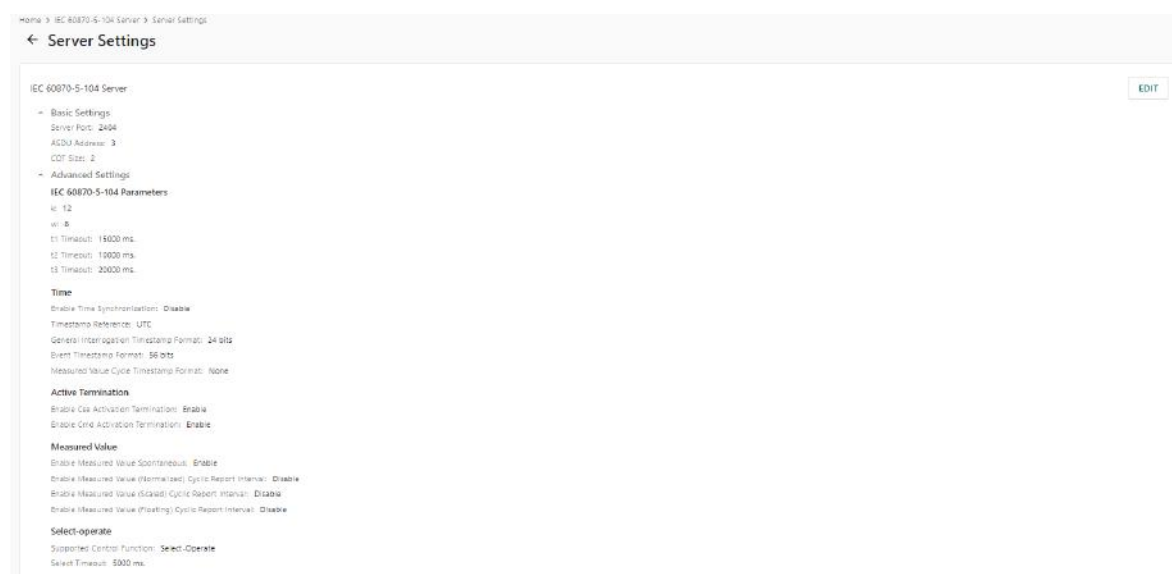 Home > IEC 60870-5-104 Server > Server Settings
← Server Settings
IEC 60870-5-104 Server
EDIT
Basic Settings
Server Port: 2404
ASDU Address: 3
COT Size: 2
Advanced Settings
IEC 60870-5-104 Parameters
k: 12
w: 8
t1 Timeout: 15000 ms.
t2 Timeout: 10000 ms.
t3 Timeout: 20000 ms.
Time
Enable Time Synchronization: Disable
Timestamp Reference: UTC
General Interrogation Timestamp Format: 24 bits
Event Timestamp Format: 56 bits
Measured Value Cycle Timestamp Format: None
Active Termination
Enable Cse Activation Termination: Enable
Enable Cmd Activation Termination: Enable
Measured Value
Enable Measured Value Spontaneous: Enable
Enable Measured Value (Normalized) Cyclic Report Interval: Disable
Enable Measured Value (Scaled) Cyclic Report Interval: Disable
Enable Measured Value (Floating) Cyclic Report Interval: Disable
Select-operate
Supported Control Function: Select-Operate
Select Timeout: 5000 ms.